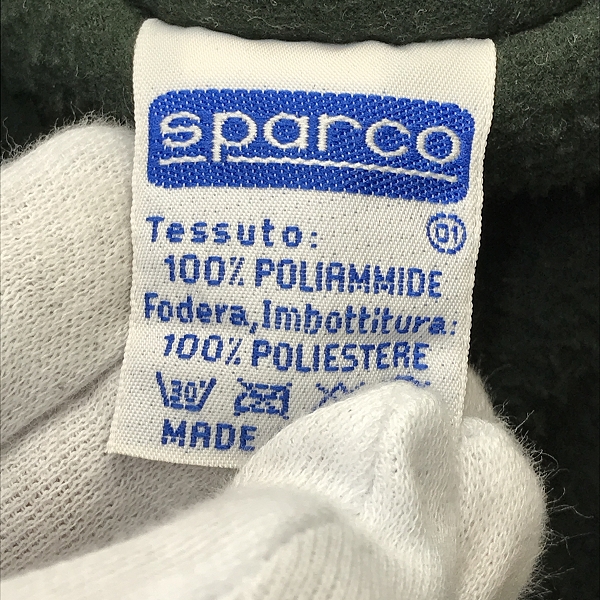 sparco
Tessuto: 01
100% POLIAMMIDE
Fodera,Imbottitura:
100% POLIESTERE
30°
MADE